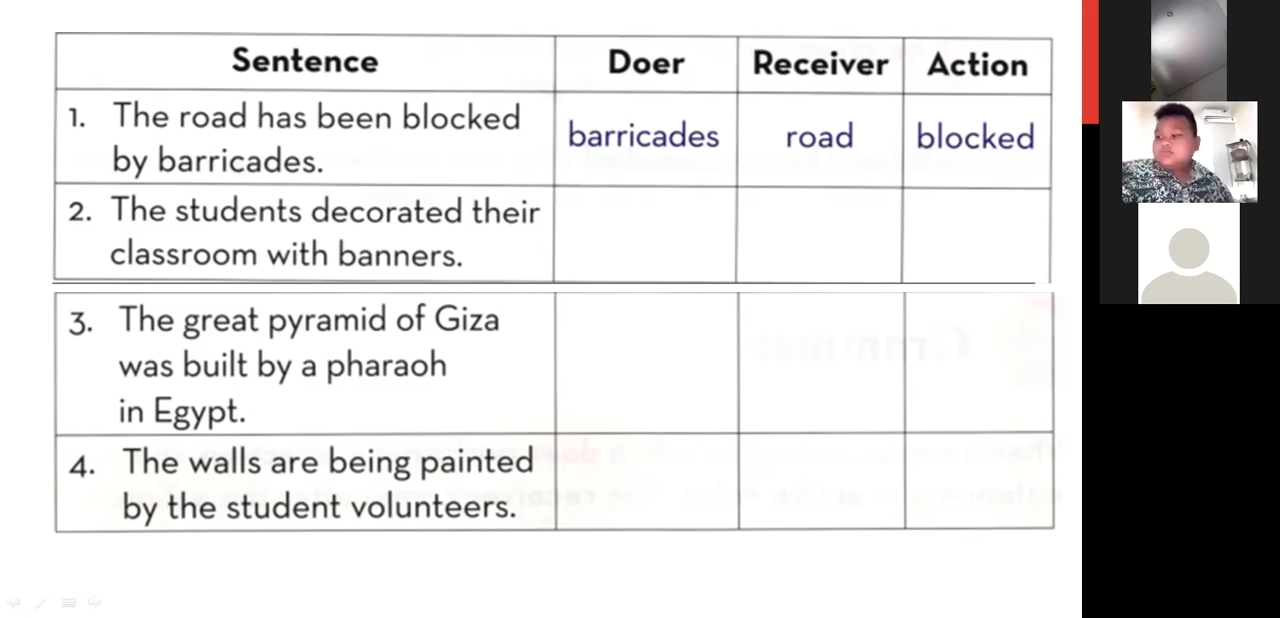 Sentence Doer Receiver Action
1. The road has been blocked
by barricades.
barricades road blocked
2. The students decorated their
classroom with banners.
3. The great pyramid of Giza
was built by a pharaoh
in Egypt.
4. The walls are being painted
by the student volunteers.